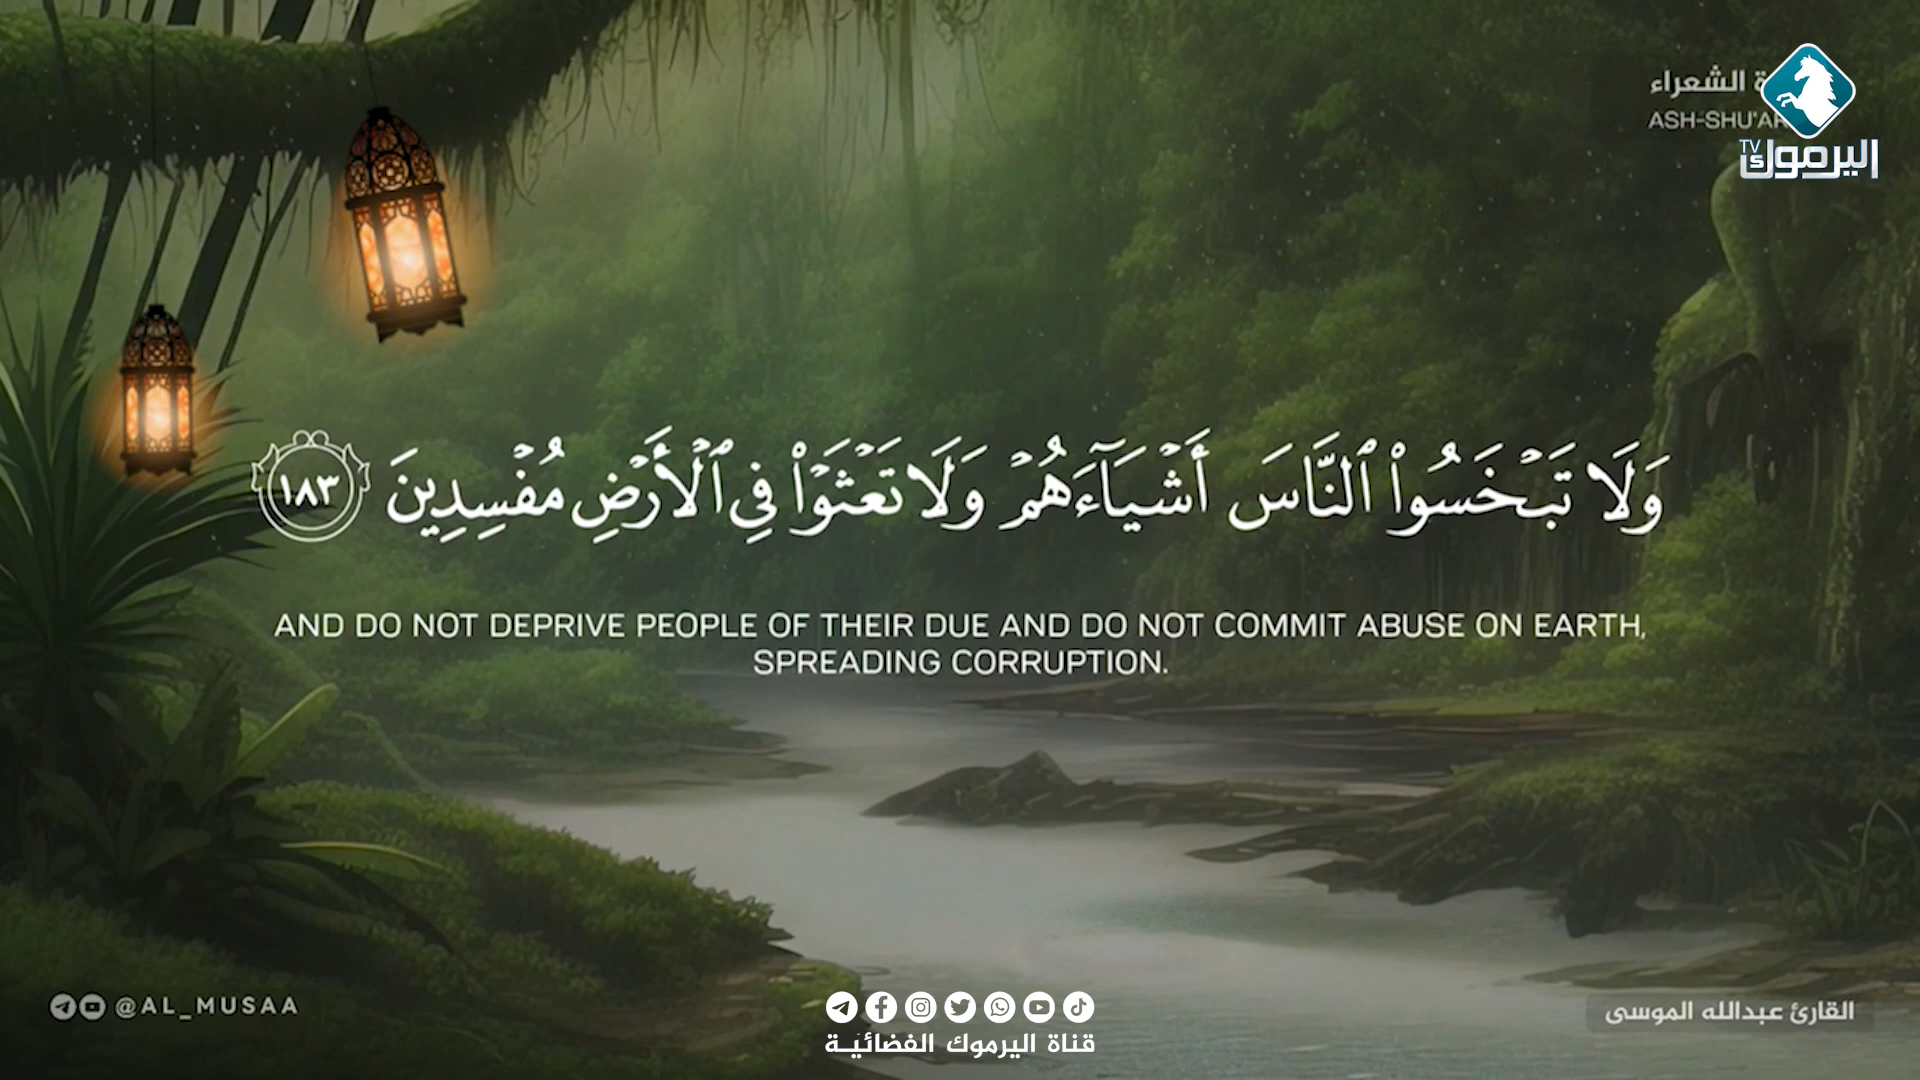 الشعراء
ASH-SHU'AR
TV
اليرموك
وَلَا تَبْخَسُوا۟ ٱلنَّاسَ أَشْيَآءَهُمْ وَلَا تَعْثَوْا۟ فِى ٱلْأَرْضِ مُفْسِدِينَ ١٨٣
AND DO NOT DEPRIVE PEOPLE OF THEIR DUE AND DO NOT COMMIT ABUSE ON EARTH,
SPREADING CORRUPTION.
@AL_MUSAA
قناة اليرموك الفضائيـة
القارئ عبدالله الموسى